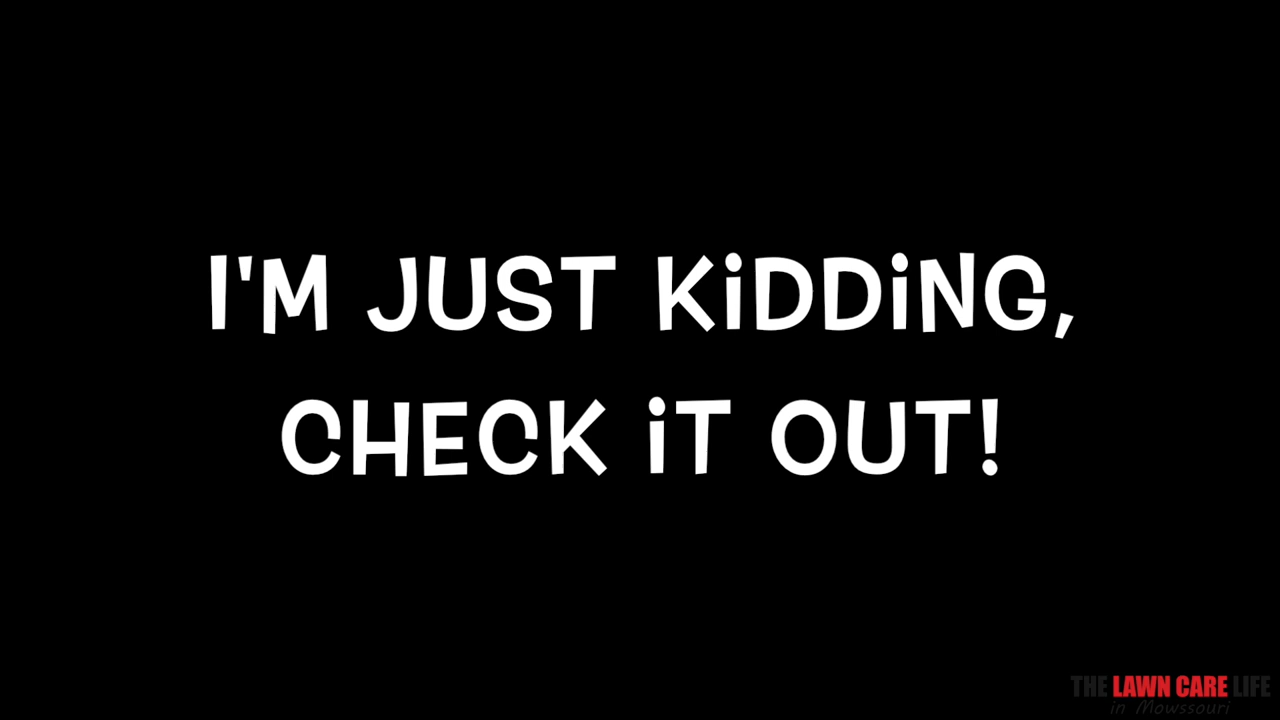 I'M JUST KiDDiNG,
CHECK iT OUT!
THE LAWN CARE LIFE
in Mowssouri